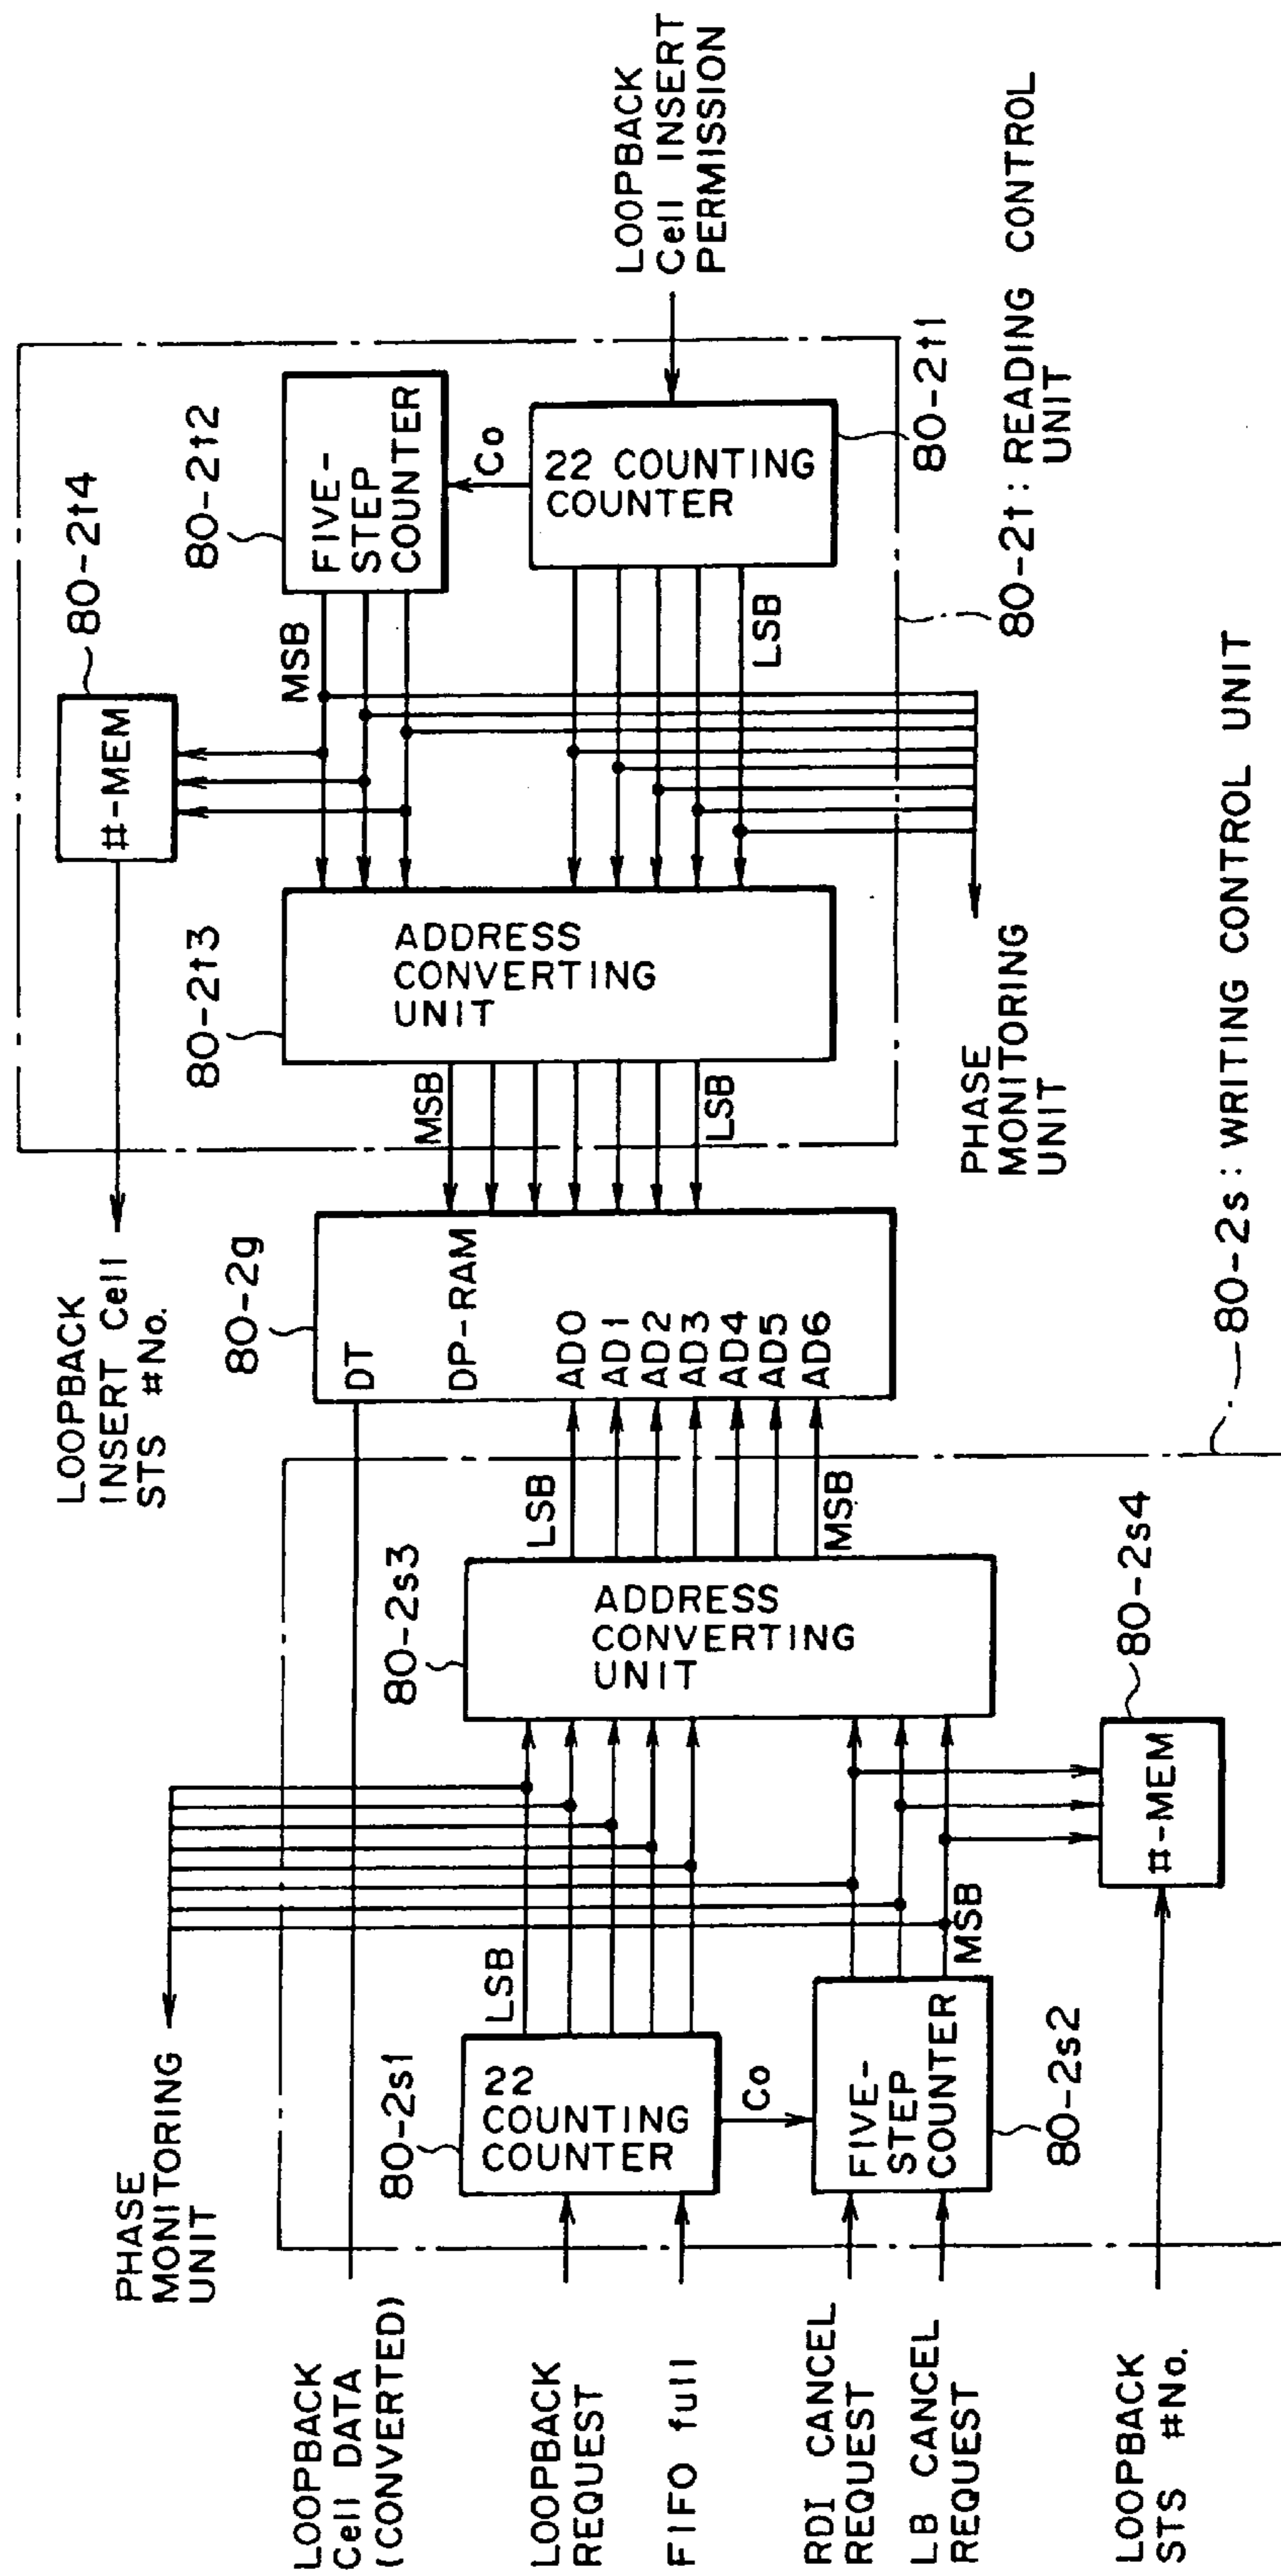 PHASE
MONITORING
UNIT
LOOPBACK
Cell DATA
(CONVERTED)
LOOPBACK
REQUEST
FIFO full
RDI CANCEL
REQUEST
LB CANCEL
REQUEST
LOOPBACK
STS #No.
80-2s1
22
COUNTING
COUNTER
LSB
Co
FIVE-
STEP
COUNTER
80-2s2
MSB
80-2s3
ADDRESS
CONVERTING
UNIT
#-MEM
80-2s4
LSB
MSB
80-2s: WRITING CONTROL UNIT
LOOPBACK
INSERT Cell
STS #No.
80-2g
DT
DP-RAM
AD0
AD1
AD2
AD3
AD4
AD5
AD6
MSB
LSB
80-2t3
ADDRESS
CONVERTING
UNIT
PHASE
MONITORING
UNIT
#-MEM
80-2t4
MSB
LSB
80-2t2
FIVE-
STEP
COUNTER
Co
22 COUNTING
COUNTER
80-2t1
80-2t: READING CONTROL
UNIT
LOOPBACK
Cell INSERT
PERMISSION